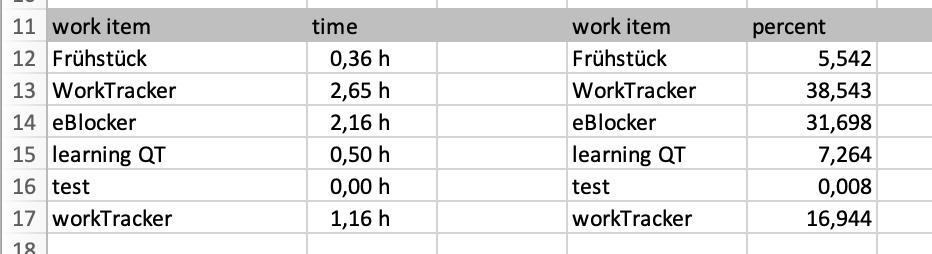 11 work item time work item percent
12 Frühstück 0,36 h Frühstück 5,542
13 WorkTracker 2,65 h WorkTracker 38,543
14 eBlocker 2,16 h eBlocker 31,698
15 learning QT 0,50 h learning QT 7,264
16 test 0,00 h test 0,008
17 workTracker 1,16 h workTracker 16,944
18